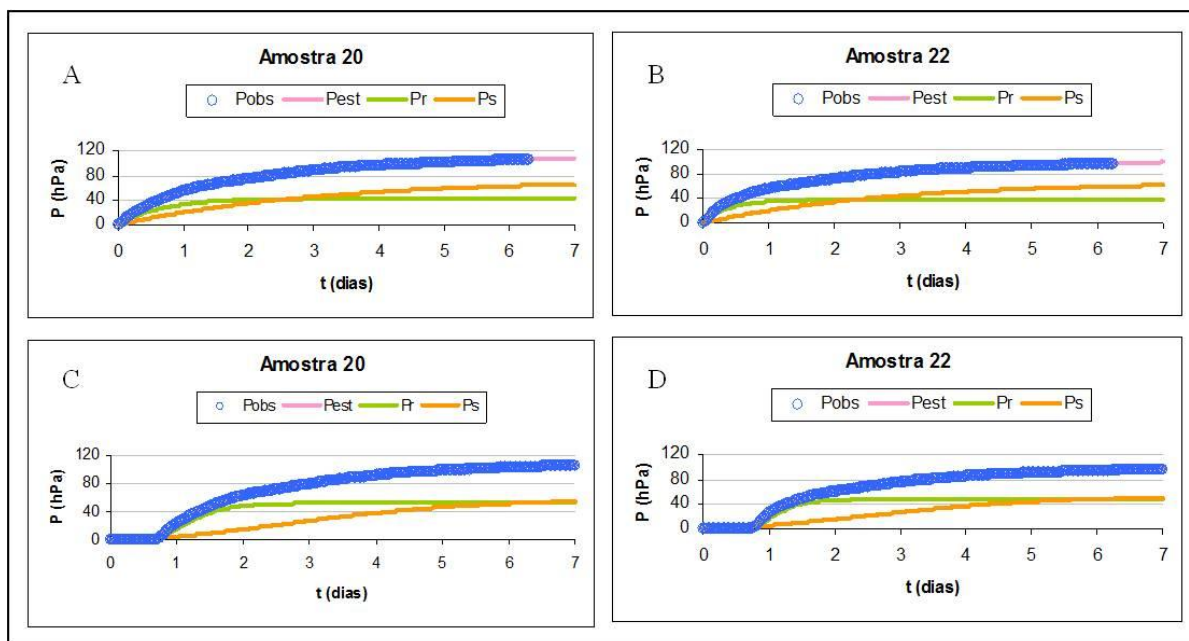 A
Amostra 20
Pobs Pest Pr Ps
P (hPa)
120
80
40
0
0 1 2 3 4 5 6 7
t (dias)
B
Amostra 22
Pobs Pest Pr Ps
P (hPa)
120
80
40
0
0 1 2 3 4 5 6 7
t (dias)
C
Amostra 20
Pobs Pest Pr Ps
P (hPa)
120
80
40
0
0 1 2 3 4 5 6 7
t (dias)
D
Amostra 22
Pobs Pest Pr Ps
P (hPa)
120
80
40
0
0 1 2 3 4 5 6 7
t (dias)